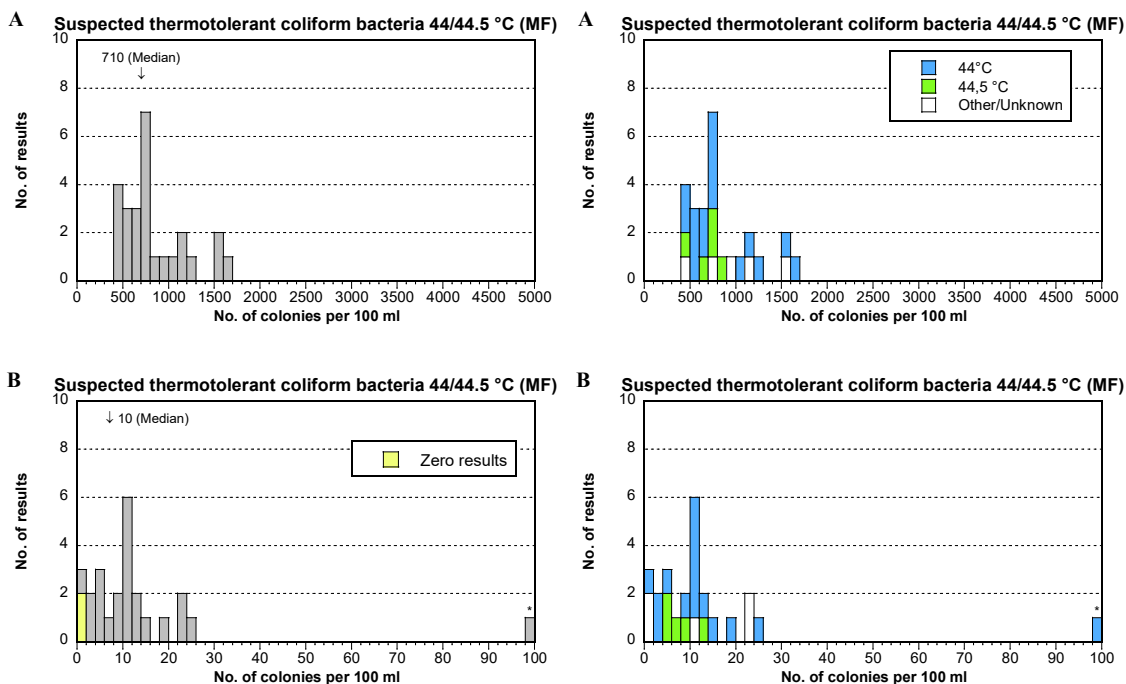 A
Suspected thermotolerant coliform bacteria 44/44.5 °C (MF)
10
8
6
4
2
0
No. of results
710 (Median)
↓
0 500 1000 1500 2000 2500 3000 3500 4000 4500 5000
No. of colonies per 100 ml
A
Suspected thermotolerant coliform bacteria 44/44.5 °C (MF)
10
8
6
4
2
0
No. of results
44°C
44,5 °C
Other/Unknown
0 500 1000 1500 2000 2500 3000 3500 4000 4500 5000
No. of colonies per 100 ml
B
Suspected thermotolerant coliform bacteria 44/44.5 °C (MF)
10
8
6
4
2
0
No. of results
↓ 10 (Median)
Zero results
*
0 10 20 30 40 50 60 70 80 90 100
No. of colonies per 100 ml
B
Suspected thermotolerant coliform bacteria 44/44.5 °C (MF)
10
8
6
4
2
0
No. of results
*
0 10 20 30 40 50 60 70 80 90 100
No. of colonies per 100 ml